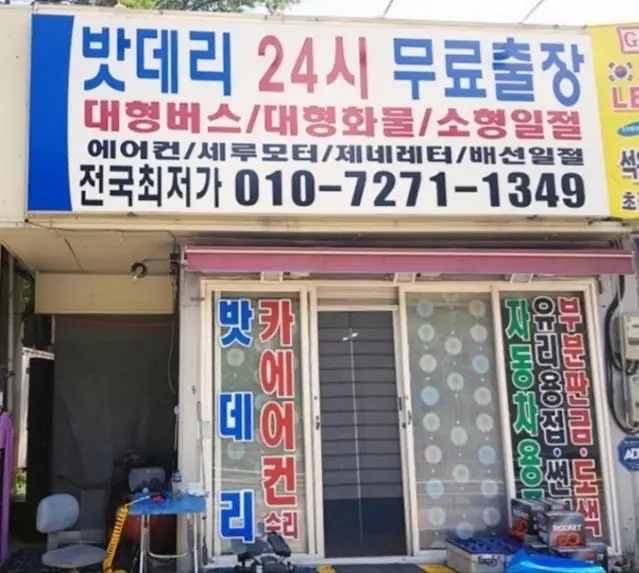 밧데리 24시 무료출장
대형버스/대형화물/소형일절
에어컨/세루모터/제네레터/배선일절
전국최저가 010-7271-1349
밧데리
카에어컨수리
자동차용
유리용접·썬
부분판금·도색
ROCKET